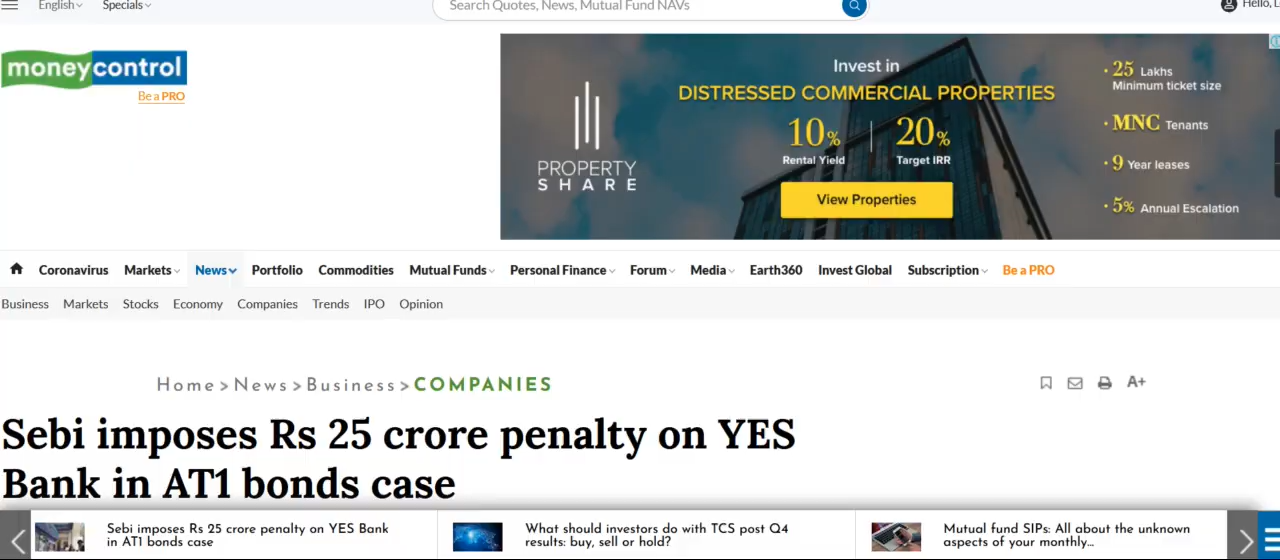 English
Specials
Search Quotes, News, Mutual Fund NAVs
Hello, L
moneycontrol
Be a PRO
PROPERTY
SHARE
Invest in
DISTRESSED COMMERCIAL PROPERTIES
10% Rental Yield
20% Target IRR
View Properties
· 25 Lakhs
Minimum ticket size
· MNC Tenants
· 9 Year leases
· 5% Annual Escalation
Coronavirus Markets News Portfolio Commodities Mutual Funds Personal Finance Forum Media Earth360 Invest Global Subscription Be a PRO
Business Markets Stocks Economy Companies Trends IPO Opinion
Home > News > Business > COMPANIES
A+
Sebi imposes Rs 25 crore penalty on YES
Bank in AT1 bonds case
Sebi imposes Rs 25 crore penalty on YES Bank
in AT1 bonds case
What should investors do with TCS post Q4
results: buy, sell or hold?
Mutual fund SIPs: All about the unknown
aspects of your monthly...